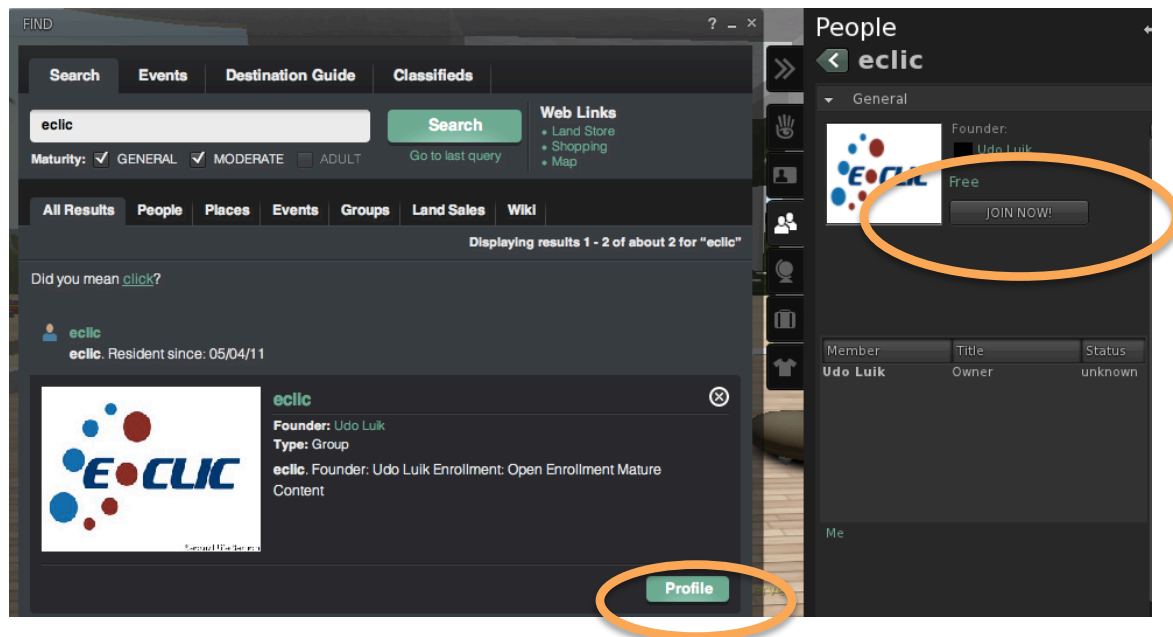 FIND
? _ ×
Search Events Destination Guide Classifieds
eclic
Search
Go to last query
Web Links
• Land Store
• Shopping
• Map
Maturity: GENERAL MODERATE ADULT
All Results People Places Events Groups Land Sales Wiki
Displaying results 1 - 2 of about 2 for “eclic”
Did you mean click?
eclic
eclic. Resident since: 05/04/11
E CLIC
eclic
Founder: Udo Luik
Type: Group
eclic. Founder: Udo Luik Enrollment: Open Enrollment Mature
Content
Profile
People
eclic
General
E CLIC
Founder:
Udo Luik
Free
JOIN NOW!
Member Title Status
Udo Luik Owner unknown
Me